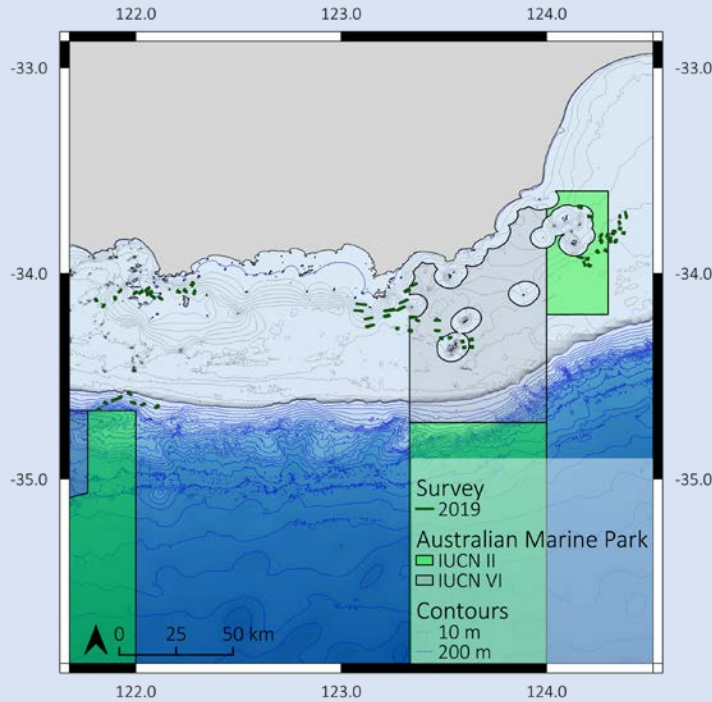 122.0 123.0 124.0
-33.0 -33.0
-34.0 -34.0
-35.0 -35.0
Survey
2019
Australian Marine Park
IUCN II
IUCN VI
Contours
10 m
200 m
0 25 50 km
122.0 123.0 124.0